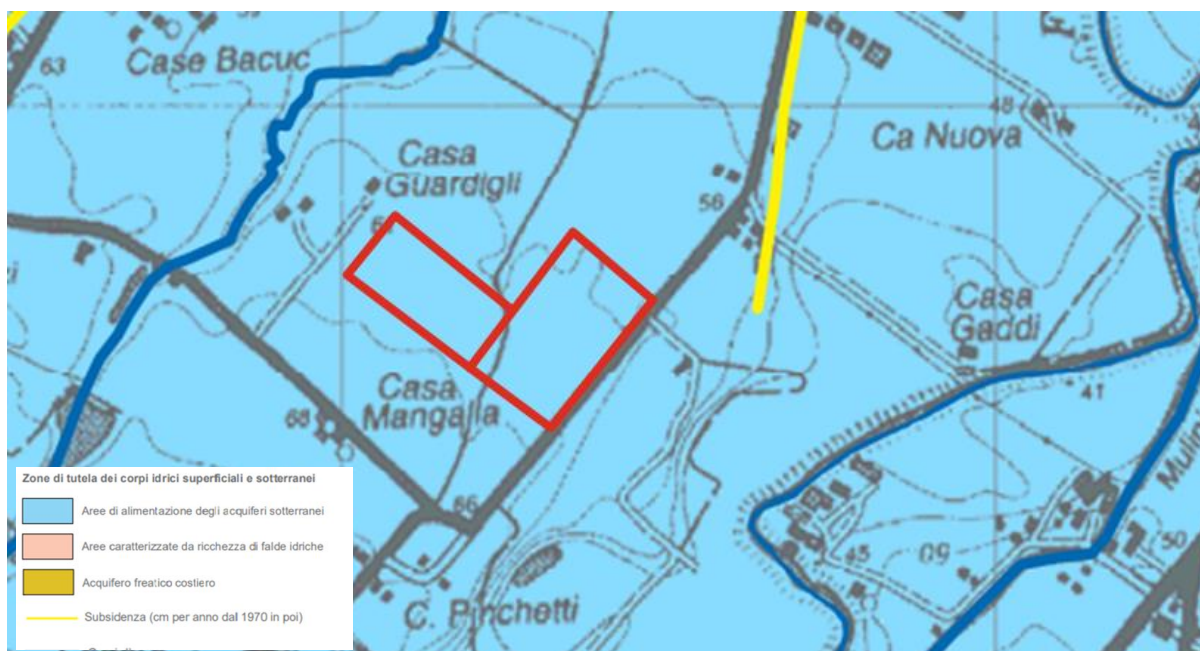 63
Case Bacuc
Casa
Guardigli
56
48
Ca Nuova
Casa
Gaddi
41
Casa
Mangalla
68
66
C. Pinchetti
45
60
50
Zone di tutela dei corpi idrici superficiali e sotterranei
Aree di alimentazione degli acquiferi sotterranei
Aree caratterizzate da ricchezza di falde idriche
Acquifero freatico costiero
Subsidenza (cm per anno dal 1970 in poi)